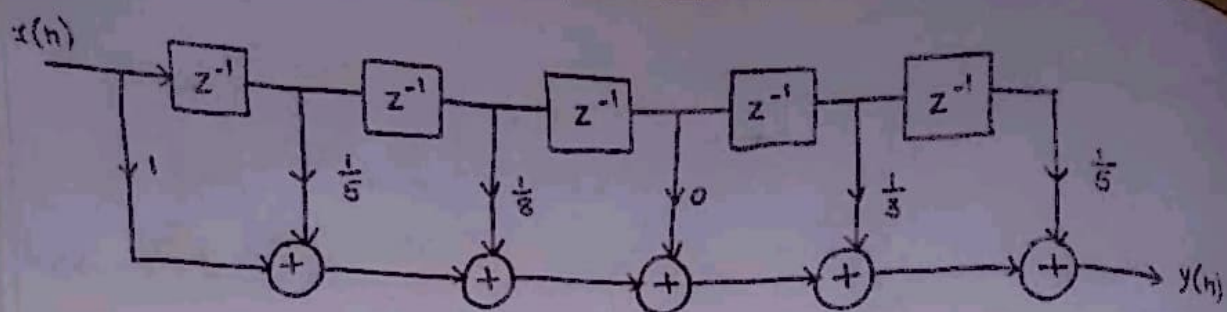 x(n)
z⁻¹ z⁻¹ z⁻¹ z⁻¹ z⁻¹
1 1/5 1/8 0 1/3 1/5
+ + + + + y(n)